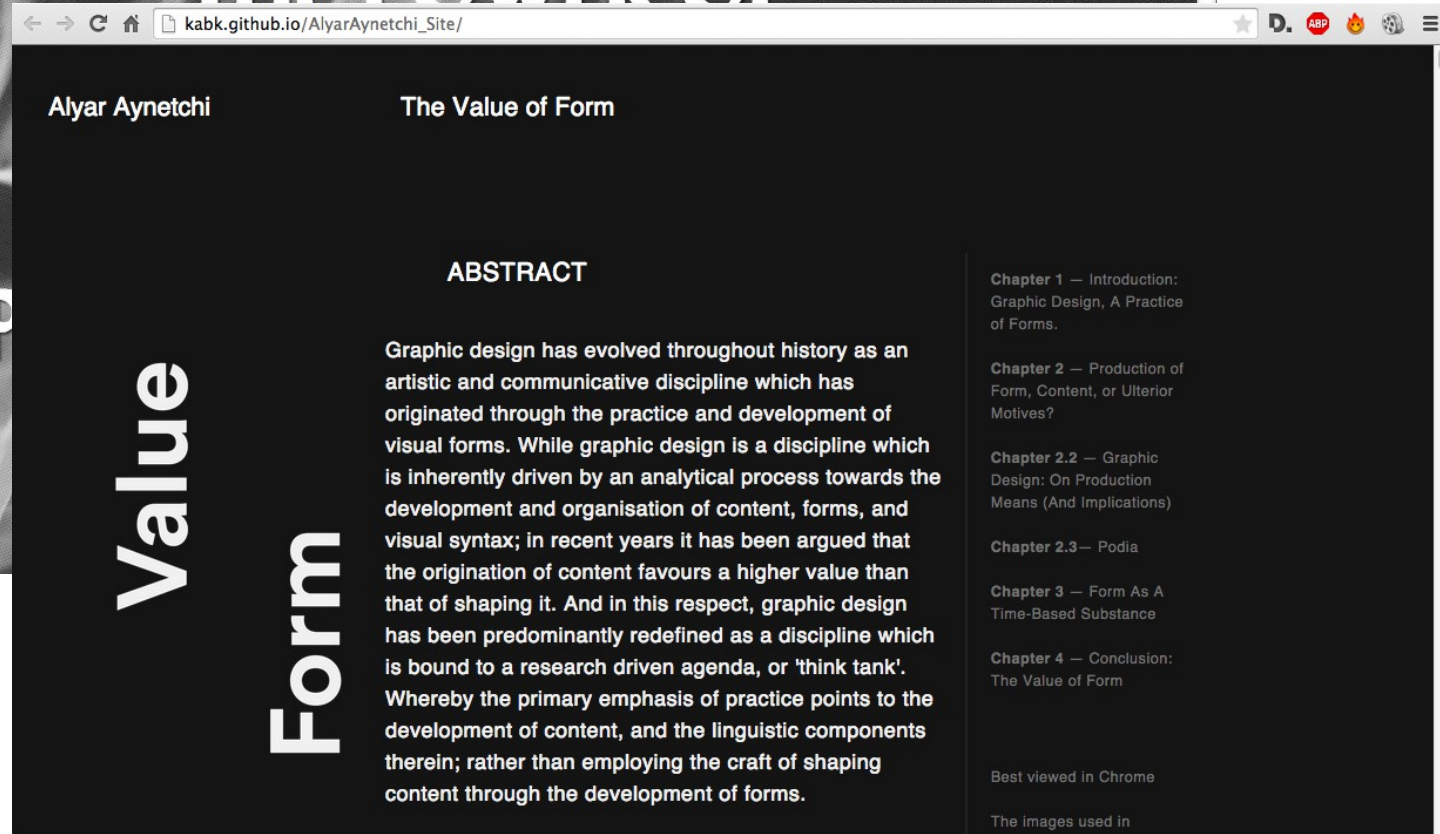 kabk.github.io/AlyarAynetchi_Site/
D.
ABP
Alyar Aynetchi
The Value of Form
Value
Form
ABSTRACT
Graphic design has evolved throughout history as an
artistic and communicative discipline which has
originated through the practice and development of
visual forms. While graphic design is a discipline which
is inherently driven by an analytical process towards the
development and organisation of content, forms, and
visual syntax; in recent years it has been argued that
the origination of content favours a higher value than
that of shaping it. And in this respect, graphic design
has been predominantly redefined as a discipline which
is bound to a research driven agenda, or 'think tank'.
Whereby the primary emphasis of practice points to the
development of content, and the linguistic components
therein; rather than employing the craft of shaping
content through the development of forms.
Chapter 1 — Introduction:
Graphic Design, A Practice
of Forms.
Chapter 2 — Production of
Form, Content, or Ulterior
Motives?
Chapter 2.2 — Graphic
Design: On Production
Means (And Implications)
Chapter 2.3— Podia
Chapter 3 — Form As A
Time-Based Substance
Chapter 4 — Conclusion:
The Value of Form
Best viewed in Chrome
The images used in